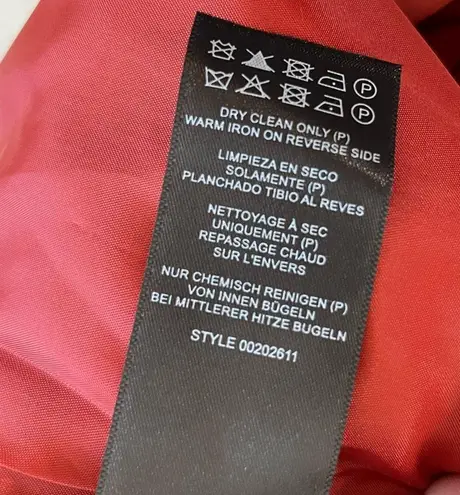 DRY CLEAN ONLY (P)
WARM IRON ON REVERSE SIDE
LIMPIEZA EN SECO
SOLAMENTE (P)
PLANCHADO TIBIO AL REVES
NETTOYAGE À SEC
UNIQUEMENT (P)
REPASSAGE CHAUD
SUR L'ENVERS
NUR CHEMISCH REINIGEN (P)
VON INNEN BÜGELN
BEI MITTLERER HITZE BUGELN
STYLE 00202611